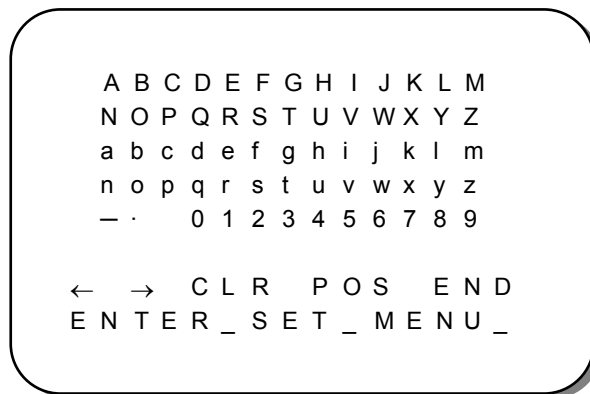 A B C D E F G H I J K L M
N O P Q R S T U V W X Y Z
a b c d e f g h i j k l m
n o p q r s t u v w x y z
— · 0 1 2 3 4 5 6 7 8 9
← → C L R P O S E N D
E N T E R _ S E T _ M E N U _